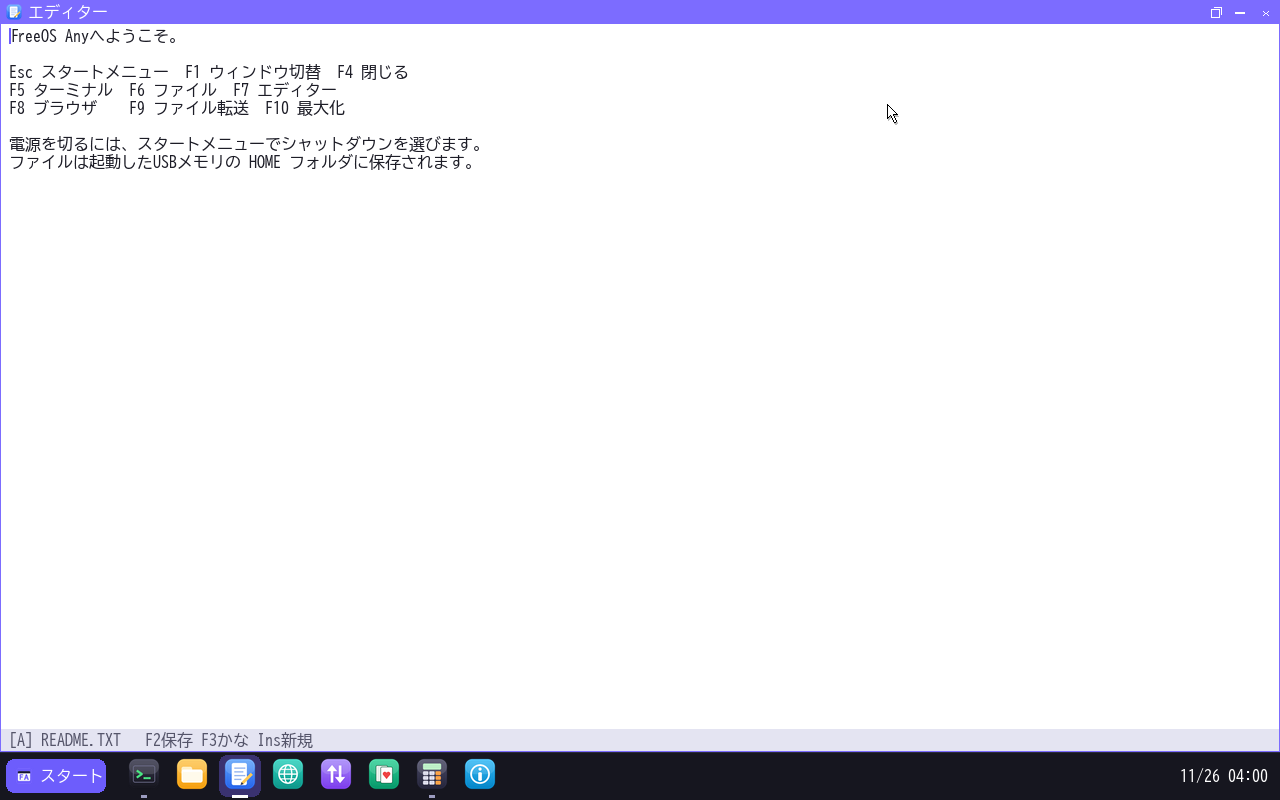 エディター
FreeOS Anyへようこそ。
Esc スタートメニュー  F1 ウィンドウ切替  F4 閉じる
F5 ターミナル  F6 ファイル  F7 エディター
F8 ブラウザ    F9 ファイル転送  F10 最大化
電源を切るには、スタートメニューでシャットダウンを選びます。
ファイルは起動したUSBメモリの HOME フォルダに保存されます。
[A] README.TXT   F2保存 F3かな Ins新規
FA スタート
11/26 04:00